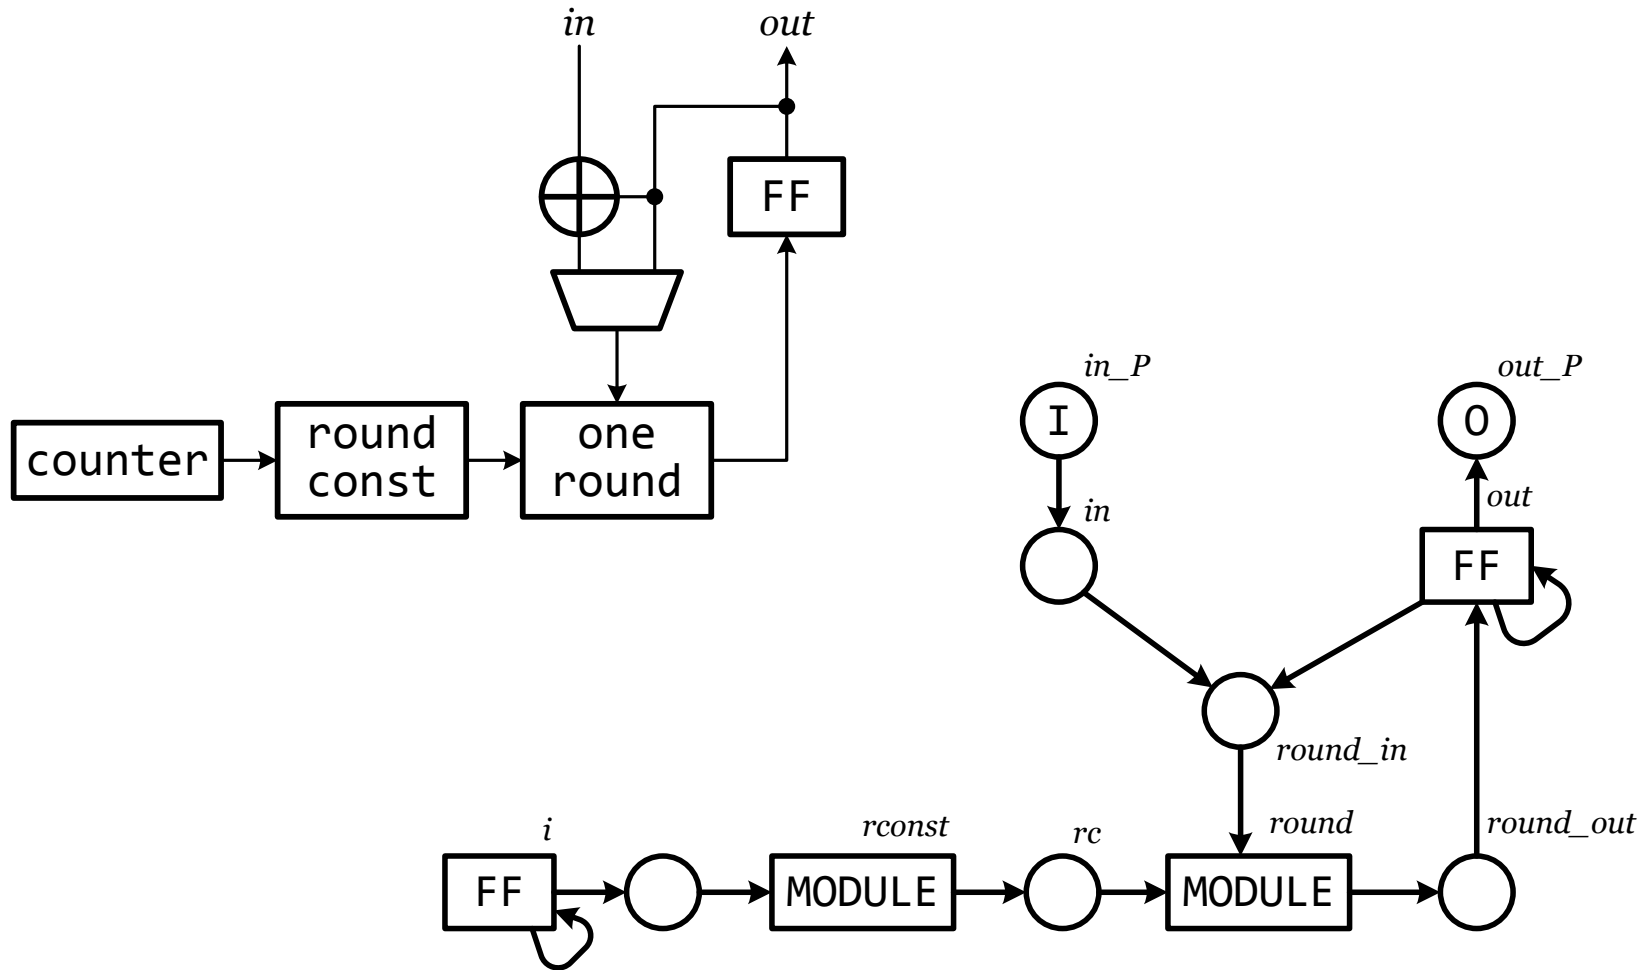 in
out
FF
counter
round
const
one
round
in_P
I
out_P
O
in
out
FF
round_in
i
FF
rconst
MODULE
rc
round
MODULE
round_out